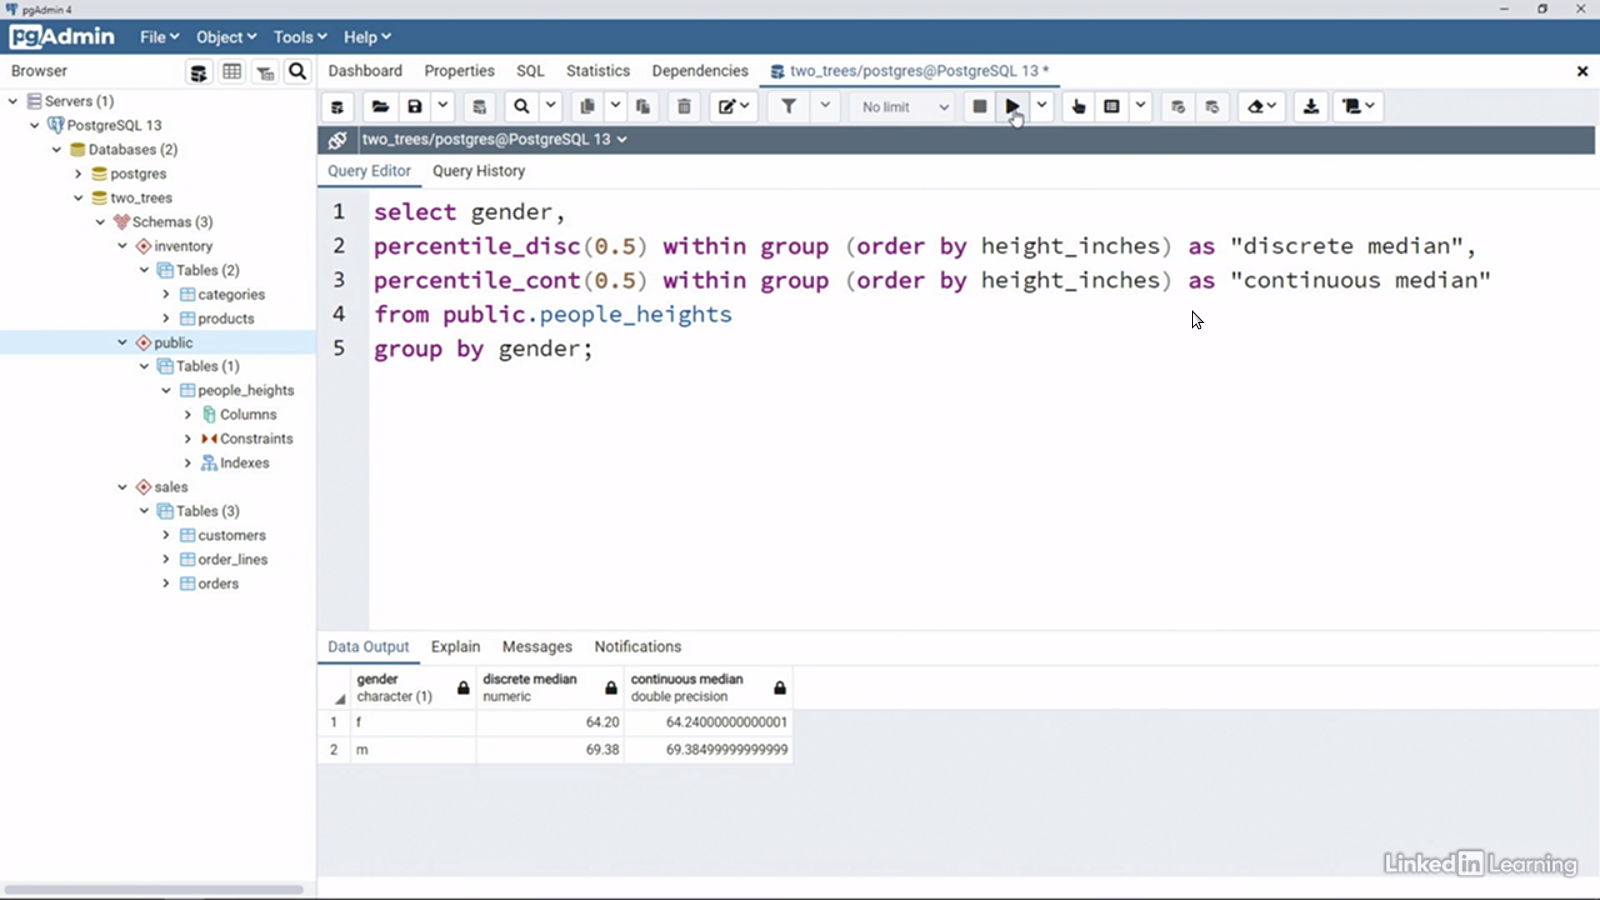 pgAdmin 4
pgAdmin File Object Tools Help
Browser
Dashboard Properties SQL Statistics Dependencies two_trees/postgres@PostgreSQL 13 *
No limit
two_trees/postgres@PostgreSQL 13
Query Editor Query History
Servers (1)
PostgreSQL 13
Databases (2)
postgres
two_trees
Schemas (3)
inventory
Tables (2)
categories
products
public
Tables (1)
people_heights
Columns
Constraints
Indexes
sales
Tables (3)
customers
order_lines
orders
1 select gender,
2 percentile_disc(0.5) within group (order by height_inches) as "discrete median",
3 percentile_cont(0.5) within group (order by height_inches) as "continuous median"
4 from public.people_heights
5 group by gender;
Data Output Explain Messages Notifications
gender discrete median continuous median
character (1) numeric double precision
1 f 64.20 64.24000000000001
2 m 69.38 69.38499999999999
Linked in Learning